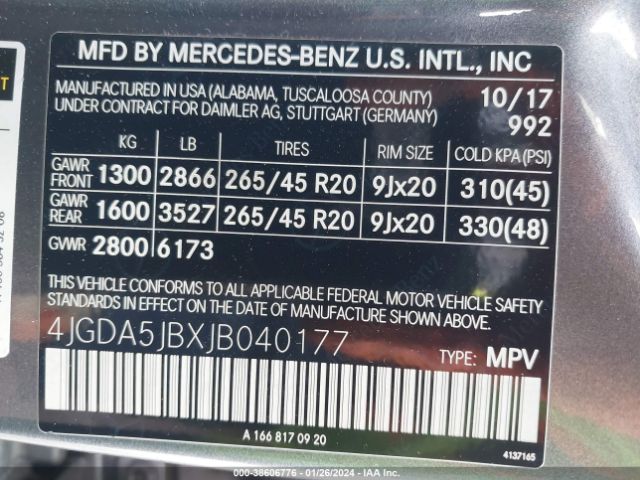 MFD BY MERCEDES-BENZ U.S. INTL., INC
MANUFACTURED IN USA (ALABAMA, TUSCALOOSA COUNTY) 10/17
UNDER CONTRACT FOR DAIMLER AG, STUTTGART (GERMANY) 992
KG LB TIRES RIM SIZE COLD KPA(PSI)
GAWR FRONT 1300 2866 265/45 R20 9Jx20 310(45)
GAWR REAR 1600 3527 265/45 R20 9Jx20 330(48)
GVWR 2800 6173
THIS VEHICLE CONFORMS TO ALL APPLICABLE FEDERAL MOTOR VEHICLE SAFETY
STANDARDS IN EFFECT ON THE DATE OF MANUFACTURE SHOWN ABOVE.
4JGDA5JBXJB040177 TYPE: MPV
A 166 817 09 20
4137165
000-38606776 - 01/26/2024 - IAA Inc.